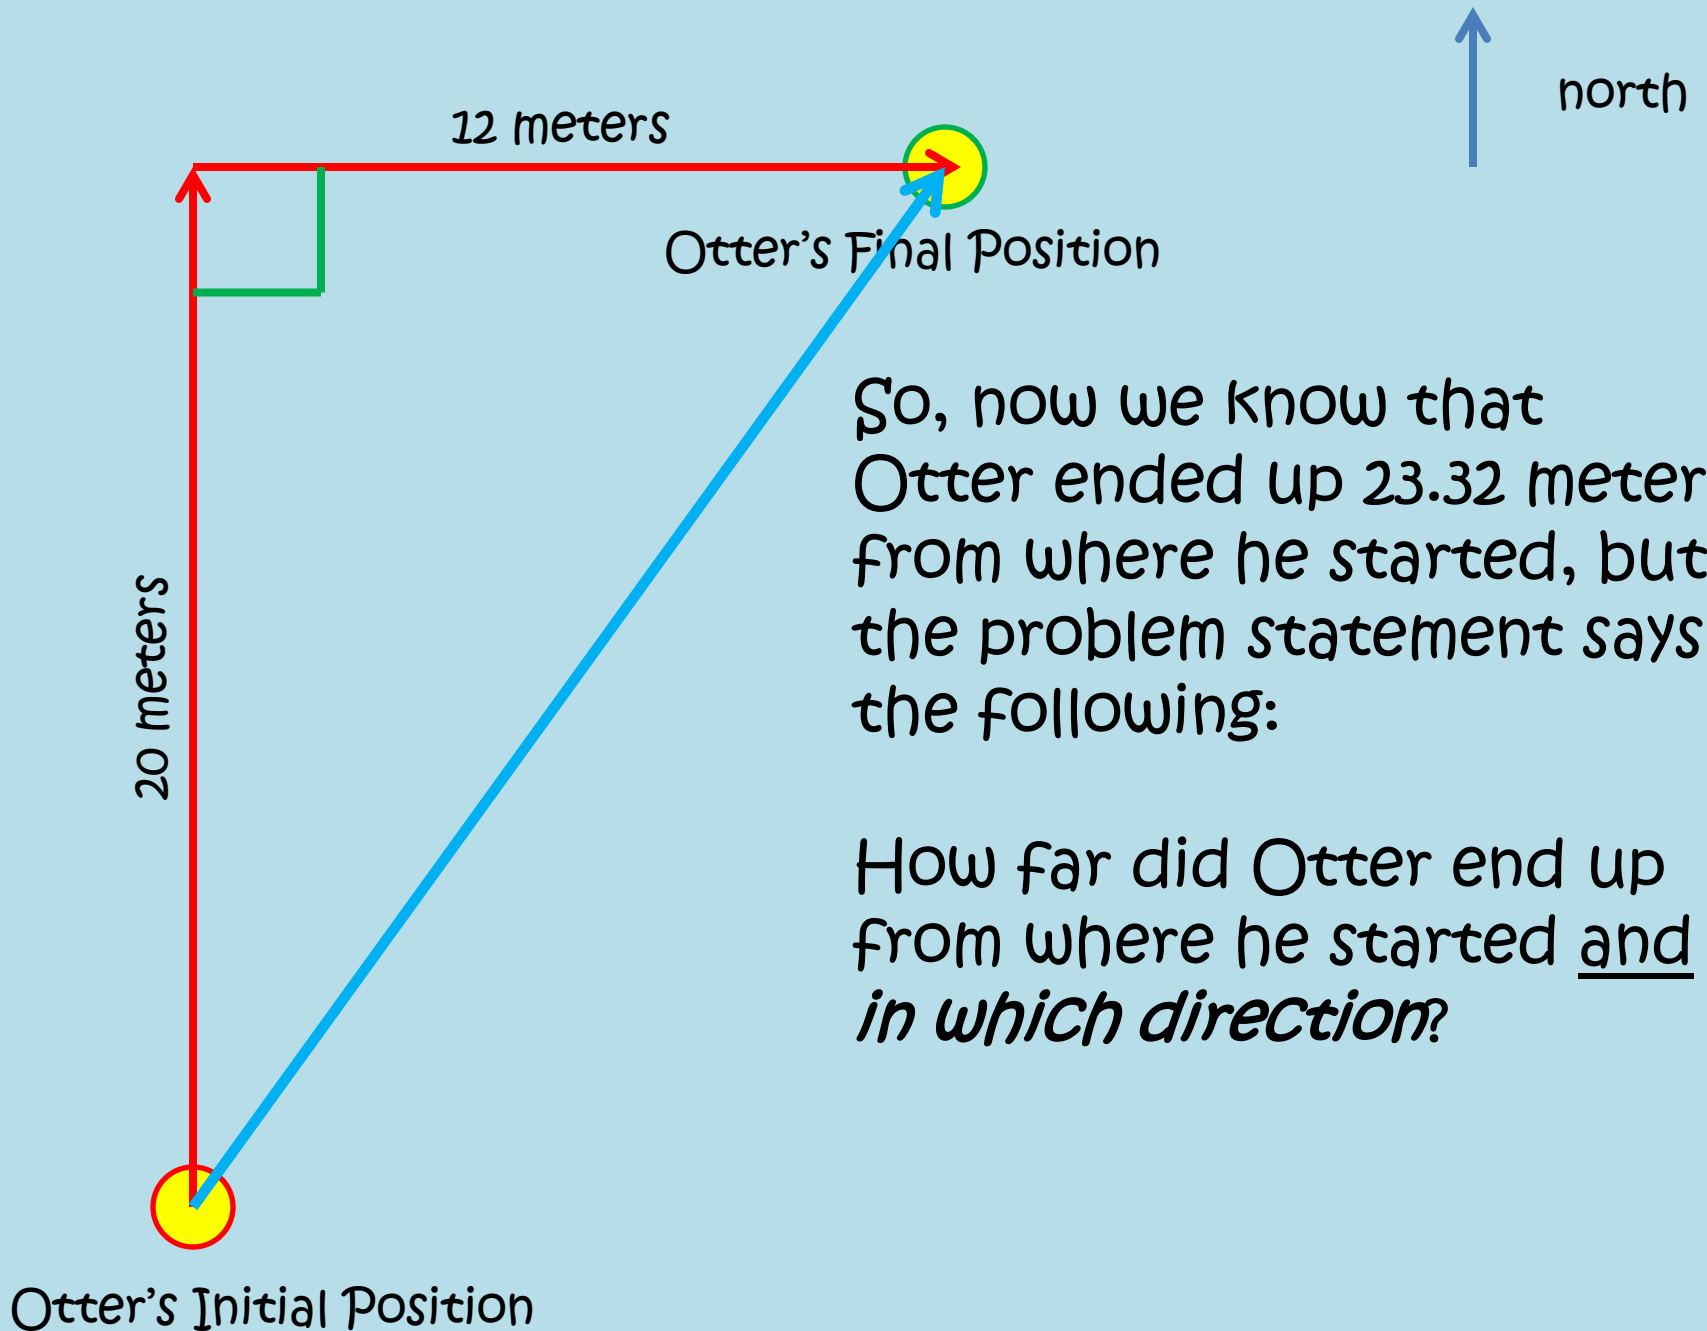 north
12 meters
Otter's Final Position
20 meters
So, now we know that
Otter ended up 23.32 meter
from where he started, but
the problem statement says
the following:
How far did Otter end up
from where he started and
in which direction?
Otter's Initial Position